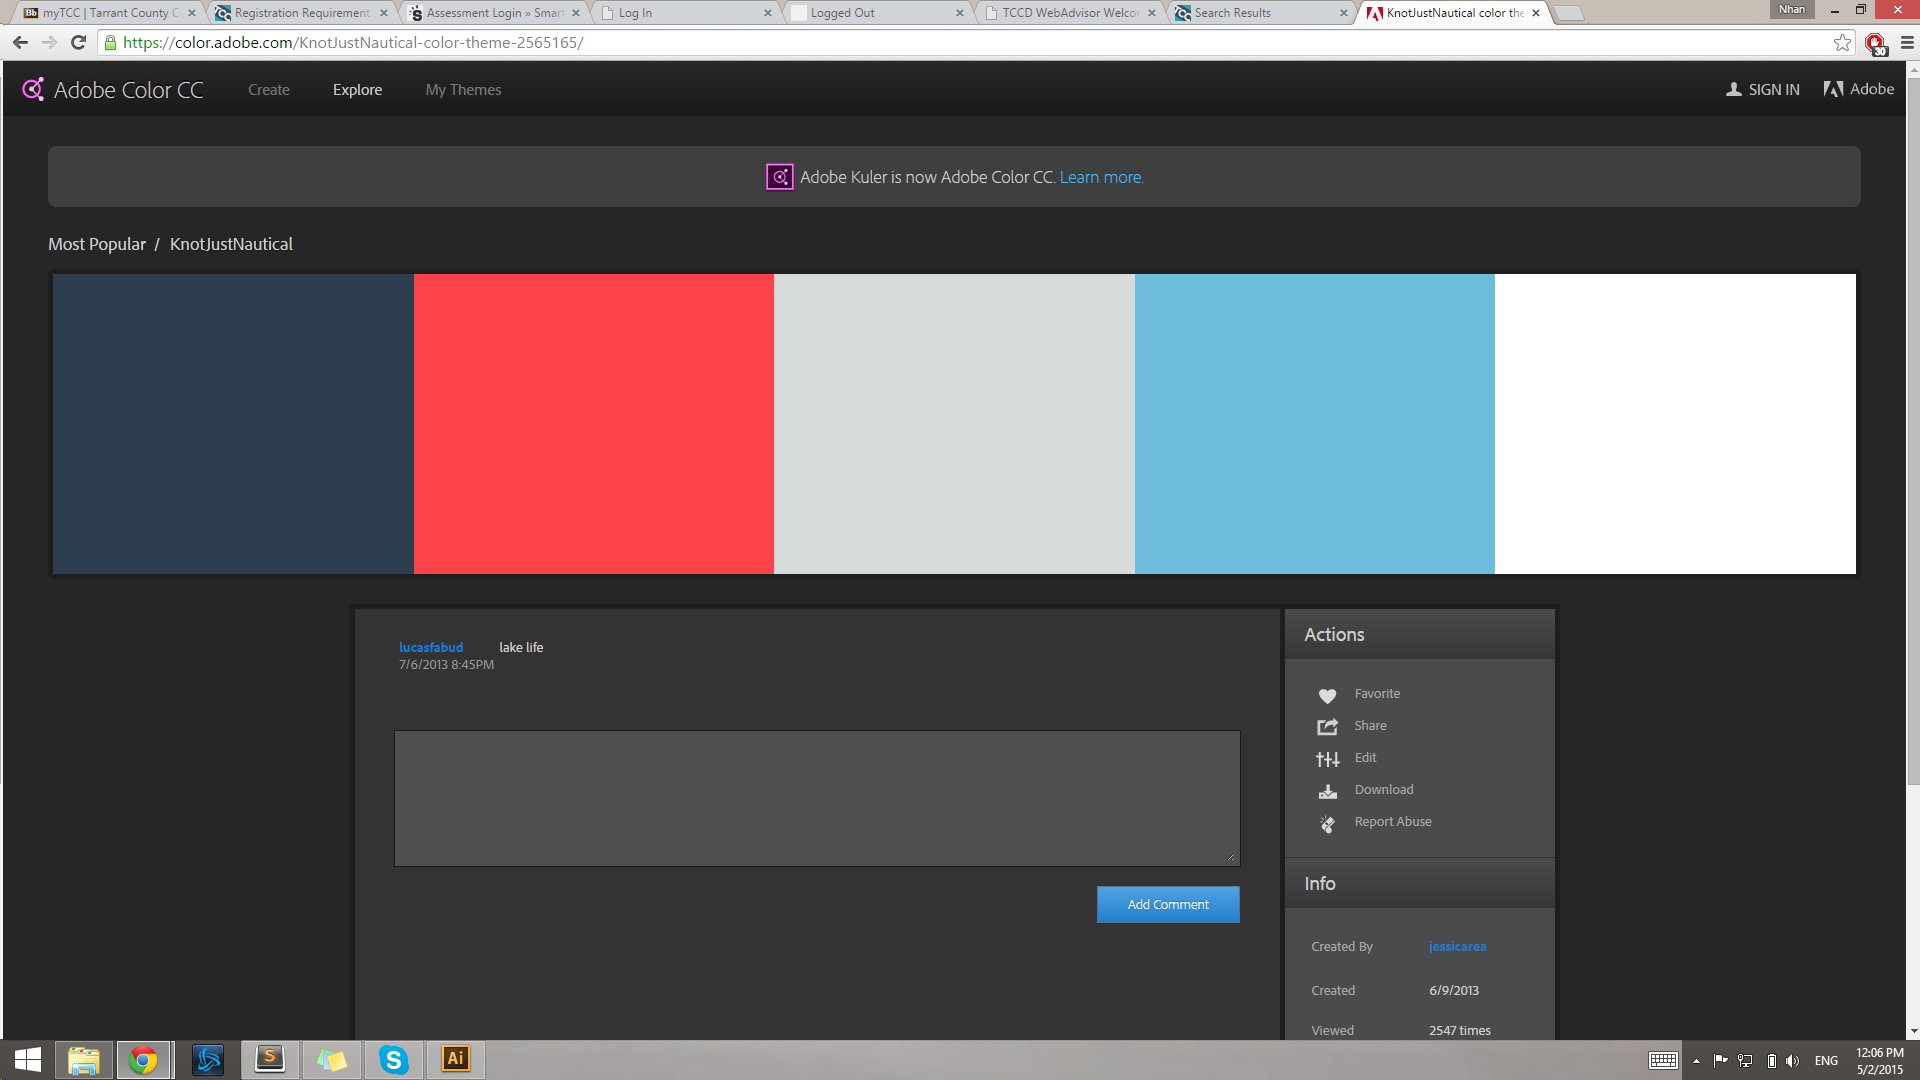 myTCC | Tarrant County C
Registration Requirement
Assessment Login » Smar
Log In
Logged Out
TCCD WebAdvisor Welco
Search Results
KnotJustNautical color the
Nhan
https://color.adobe.com/KnotJustNautical-color-theme-2565165/
30
Adobe Color CC
Create
Explore
My Themes
SIGN IN
Adobe
Adobe Kuler is now Adobe Color CC. Learn more.
Most Popular / KnotJustNautical
lucasfabud lake life
7/6/2013 8:45PM
Add Comment
Actions
Favorite
Share
Edit
Download
Report Abuse
Info
Created By jessicarea
Created 6/9/2013
Viewed 2547 times
Ai
ENG
12:06 PM
5/2/2015